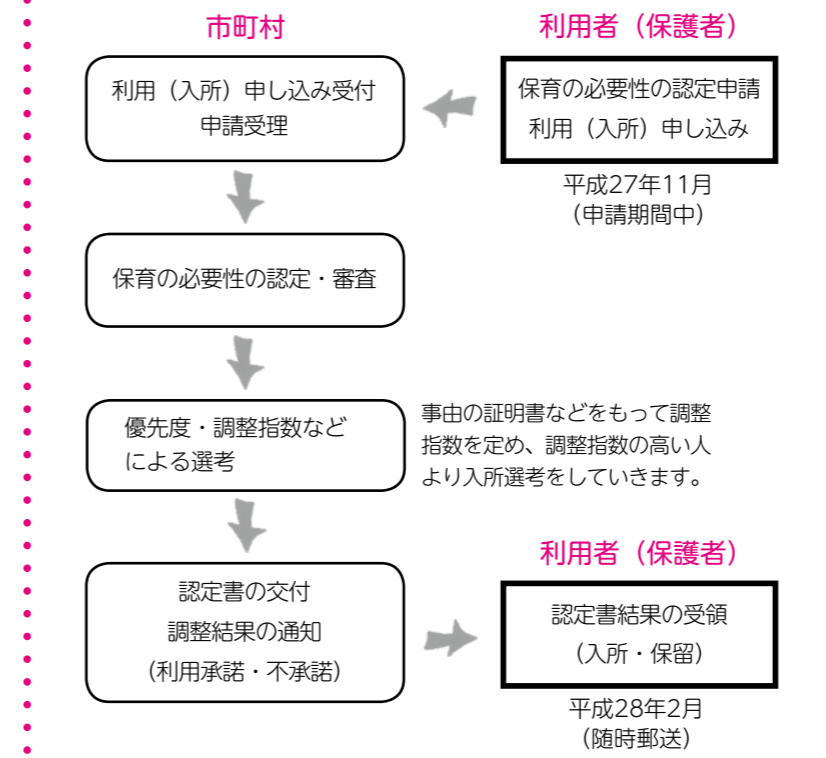 市町村
利用者（保護者）
利用（入所）申し込み受付
申請受理
保育の必要性の認定申請
利用（入所）申し込み
平成27年11月
（申請期間中）
保育の必要性の認定・審査
優先度・調整指数など
による選考
事由の証明書などをもって調整
指数を定め、調整指数の高い人
より入所選考をしていきます。
利用者（保護者）
認定書の交付
調整結果の通知
（利用承諾・不承諾）
認定書結果の受領
（入所・保留）
平成28年2月
（随時郵送）